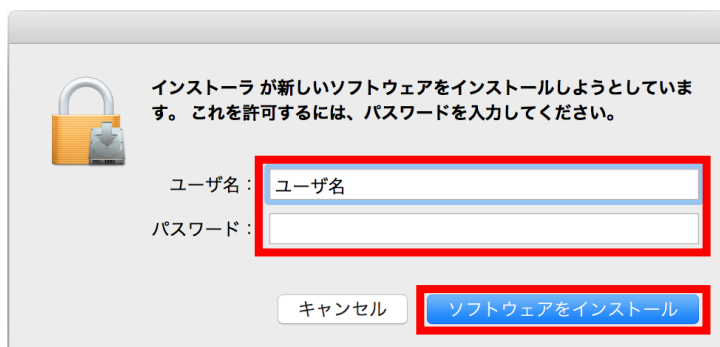 インストーラ が新しいソフトウェアをインストールしようとしていま
す。 これを許可するには、パスワードを入力してください。
ユーザ名： ユーザ名
パスワード：
キャンセル ソフトウェアをインストール